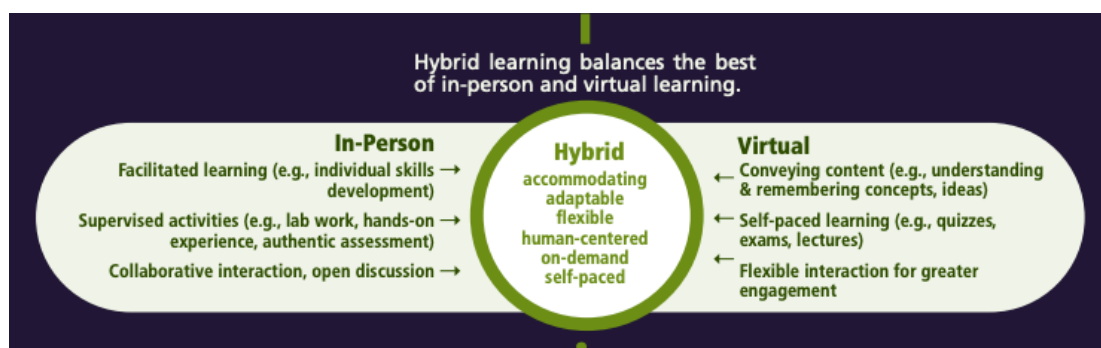 Hybrid learning balances the best
of in-person and virtual learning.
In-Person
Facilitated learning (e.g., individual skills →
development)
Supervised activities (e.g., lab work, hands-on →
experience, authentic assessment)
Collaborative interaction, open discussion →
Hybrid
accommodating
adaptable
flexible
human-centered
on-demand
self-paced
Virtual
← Conveying content (e.g., understanding
& remembering concepts, ideas)
← Self-paced learning (e.g., quizzes,
exams, lectures)
← Flexible interaction for greater
engagement